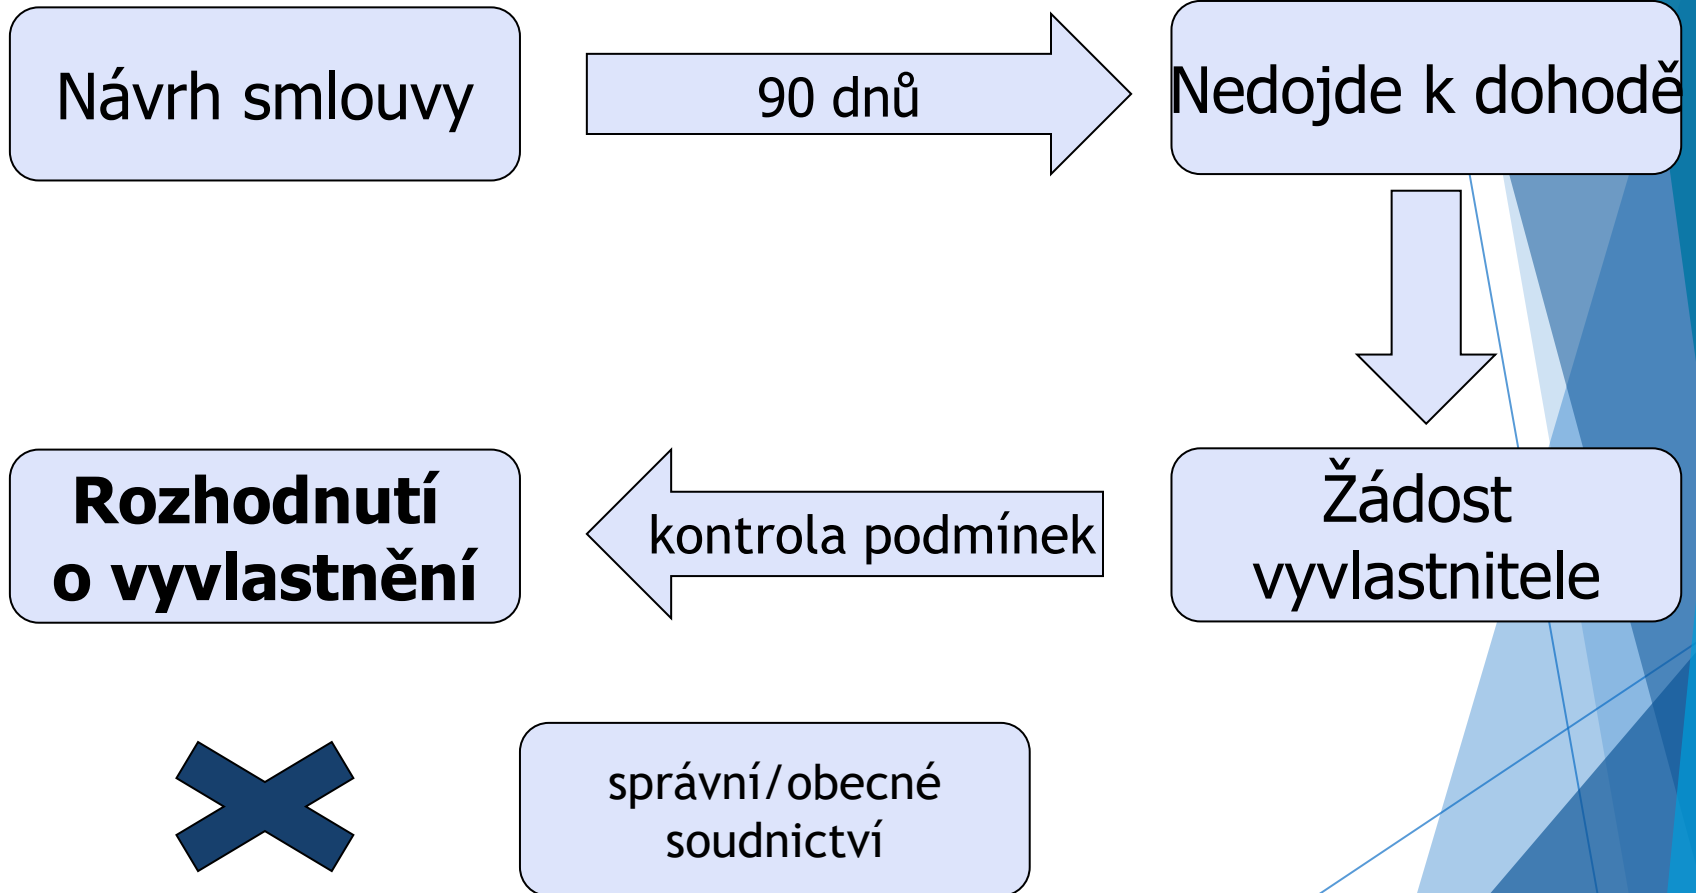 Návrh smlouvy
90 dnů
Nedojde k dohodě
Žádost
vyvlastnitele
kontrola podmínek
Rozhodnutí
o vyvlastnění
správní/obecné
soudnictví